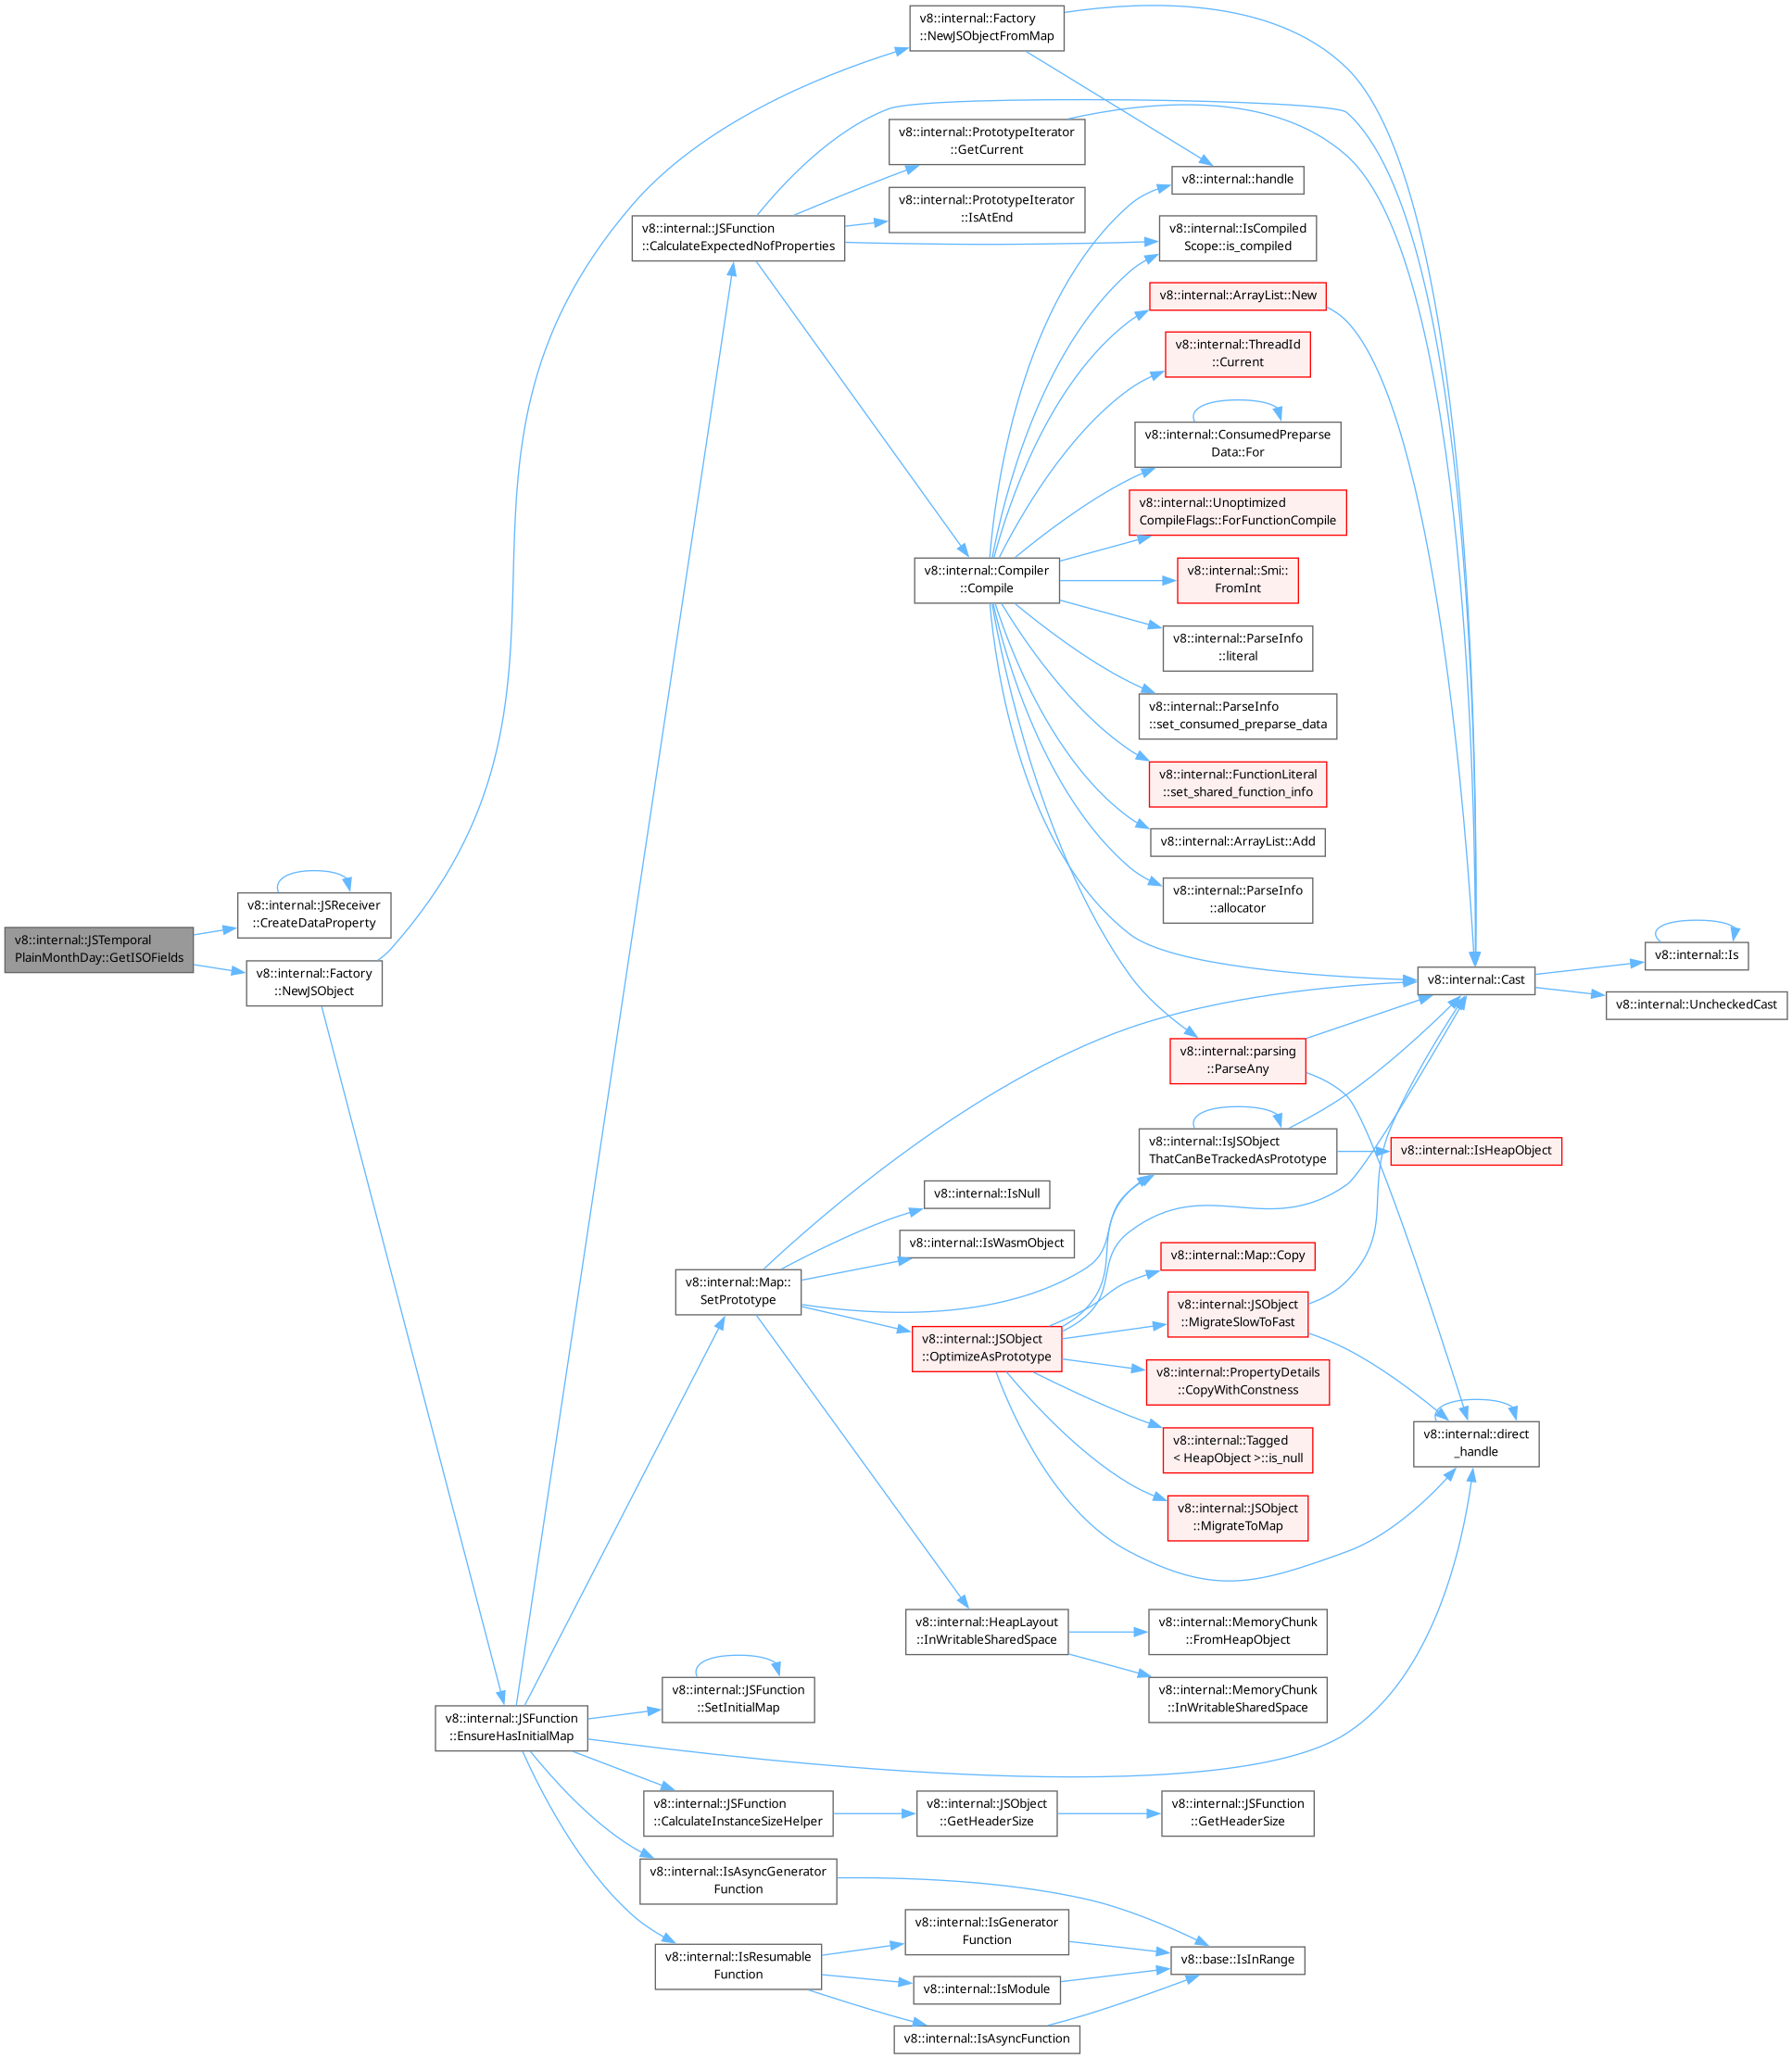 v8::internal::Factory
::NewJSObjectFromMap
v8::internal::PrototypeIterator
::GetCurrent
v8::internal::handle
v8::internal::PrototypeIterator
::IsAtEnd
v8::internal::JSFunction
::CalculateExpectedNofProperties
v8::internal::IsCompiled
Scope::is_compiled
v8::internal::ArrayList::New
v8::internal::ThreadId
::Current
v8::internal::ConsumedPreparse
Data::For
v8::internal::Unoptimized
CompileFlags::ForFunctionCompile
v8::internal::Compiler
::Compile
v8::internal::Smi::
FromInt
v8::internal::ParseInfo
::literal
v8::internal::ParseInfo
::set_consumed_preparse_data
v8::internal::FunctionLiteral
::set_shared_function_info
v8::internal::ArrayList::Add
v8::internal::ParseInfo
::allocator
v8::internal::JSReceiver
::CreateDataProperty
v8::internal::JSTemporal
PlainMonthDay::GetISOFields
v8::internal::Factory
::NewJSObject
v8::internal::Cast
v8::internal::Is
v8::internal::UncheckedCast
v8::internal::parsing
::ParseAny
v8::internal::IsJSObject
ThatCanBeTrackedAsPrototype
v8::internal::IsHeapObject
v8::internal::IsNull
v8::internal::IsWasmObject
v8::internal::Map::
SetPrototype
v8::internal::Map::Copy
v8::internal::JSObject
::OptimizeAsPrototype
v8::internal::JSObject
::MigrateSlowToFast
v8::internal::PropertyDetails
::CopyWithConstness
v8::internal::Tagged
< HeapObject >::is_null
v8::internal::direct
_handle
v8::internal::JSObject
::MigrateToMap
v8::internal::HeapLayout
::InWritableSharedSpace
v8::internal::MemoryChunk
::FromHeapObject
v8::internal::MemoryChunk
::InWritableSharedSpace
v8::internal::JSFunction
::SetInitialMap
v8::internal::JSFunction
::EnsureHasInitialMap
v8::internal::JSFunction
::CalculateInstanceSizeHelper
v8::internal::JSObject
::GetHeaderSize
v8::internal::JSFunction
::GetHeaderSize
v8::internal::IsAsyncGenerator
Function
v8::internal::IsGenerator
Function
v8::internal::IsResumable
Function
v8::base::IsInRange
v8::internal::IsModule
v8::internal::IsAsyncFunction